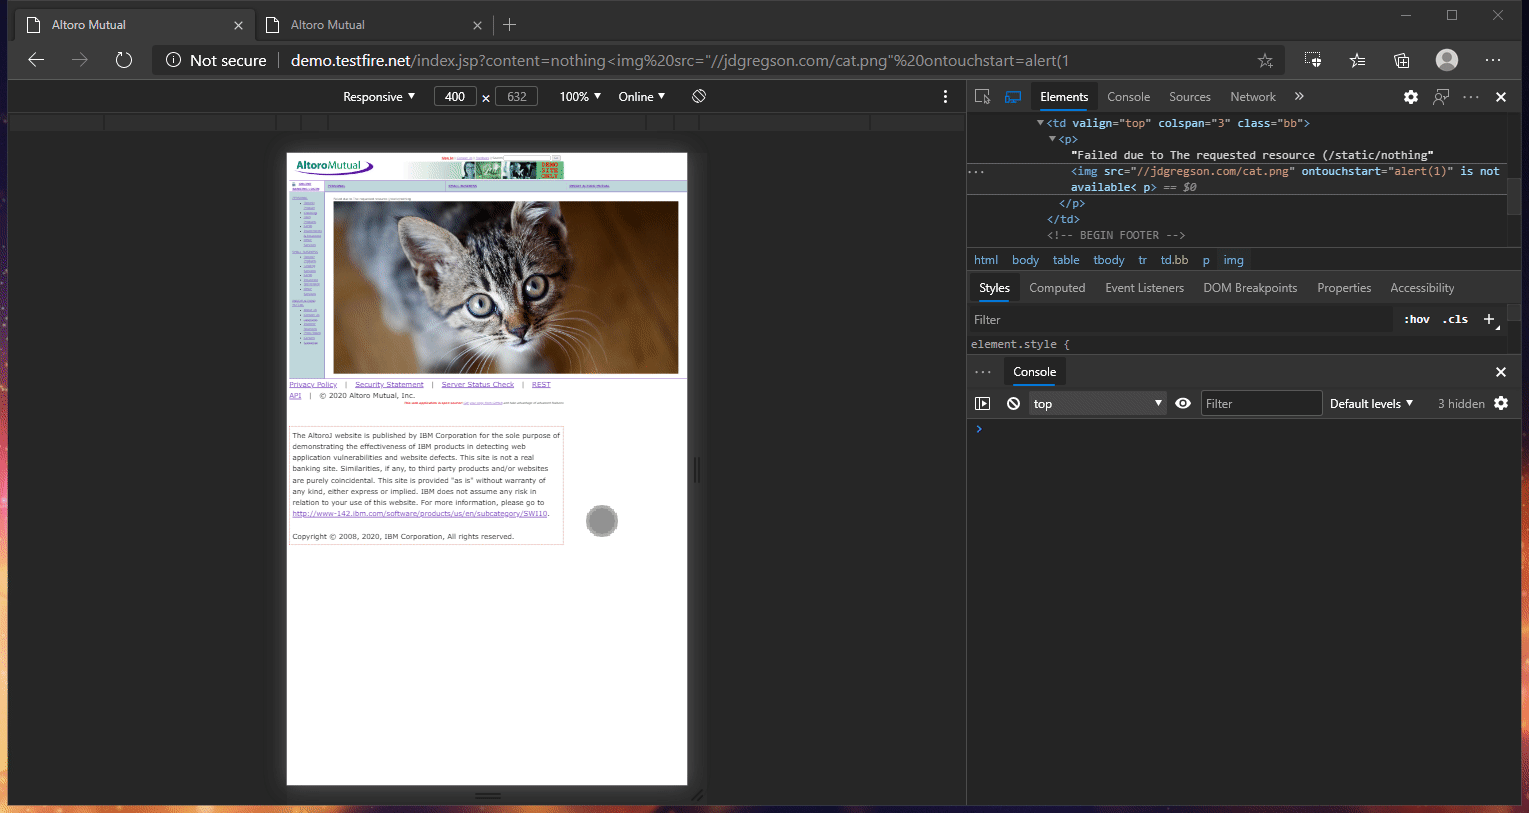 Altoro Mutual
Altoro Mutual
Not secure
demo.testfire.net/index.jsp?content=nothing<img%20src="//jdgregson.com/cat.png"%20ontouchstart=alert(1
Responsive ▼ 400 × 632 100% ▼ Online ▼
Elements Console Sources Network »
<td valign="top" colspan="3" class="bb">
<p>
"Failed due to The requested resource (/static/nothing"
<img src="//jdgregson.com/cat.png" ontouchstart="alert(1)" is not
available< p> == $0
</p>
</td>
<!-- BEGIN FOOTER -->
html body table tbody tr td.bb p img
Styles Computed Event Listeners DOM Breakpoints Properties Accessibility
Filter :hov .cls +
element.style {
Console
top Filter Default levels ▼ 3 hidden
AltoroMutual
DEMO
SITE
ONLY
Privacy Policy | Security Statement | Server Status Check | REST
API | © 2020 Altoro Mutual, Inc.
The AltoroJ website is published by IBM Corporation for the sole purpose of
demonstrating the effectiveness of IBM products in detecting web
application vulnerabilities and website defects. This site is not a real
banking site. Similarities, if any, to third party products and/or websites
are purely coincidental. This site is provided "as is" without warranty of
any kind, either express or implied. IBM does not assume any risk in
relation to your use of this website. For more information, please go to
http://www-142.ibm.com/software/products/us/en/subcategory/SWI10.
Copyright © 2008, 2020, IBM Corporation, All rights reserved.